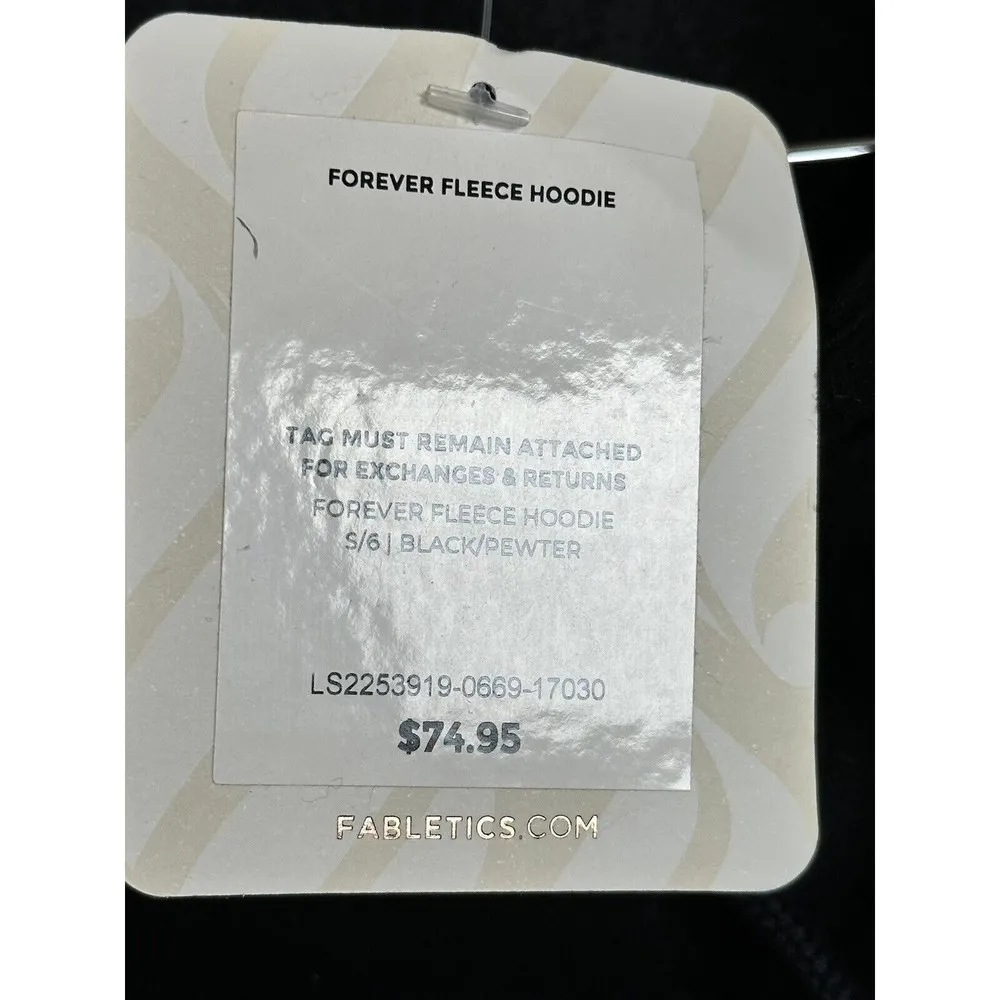 FOREVER FLEECE HOODIE
TAG MUST REMAIN ATTACHED
FOR EXCHANGES & RETURNS
FOREVER FLEECE HOODIE
S/6 | BLACK/PEWTER
LS2253919-0669-17030
$74.95
FABLETICS.COM